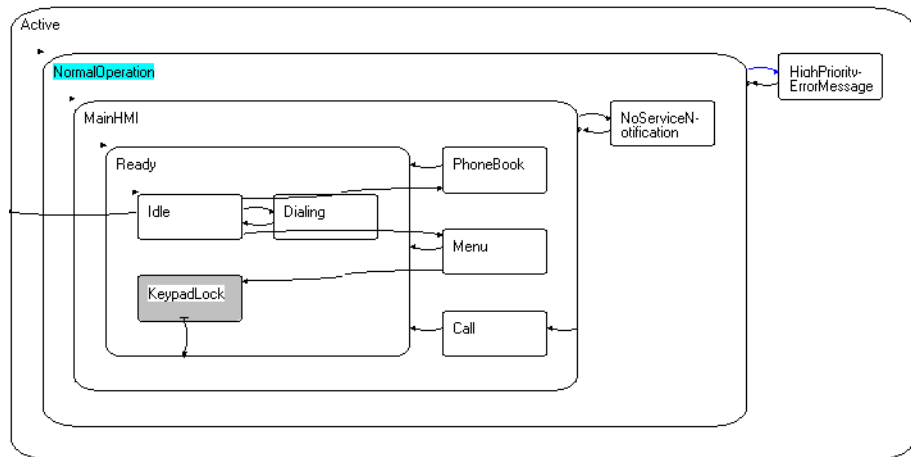 Active
NormalOperation
HighPriority-
ErrorMessage
MainHMI
NoServiceN-
otification
Ready
PhoneBook
Idle
Dialing
Menu
KeypadLock
Call